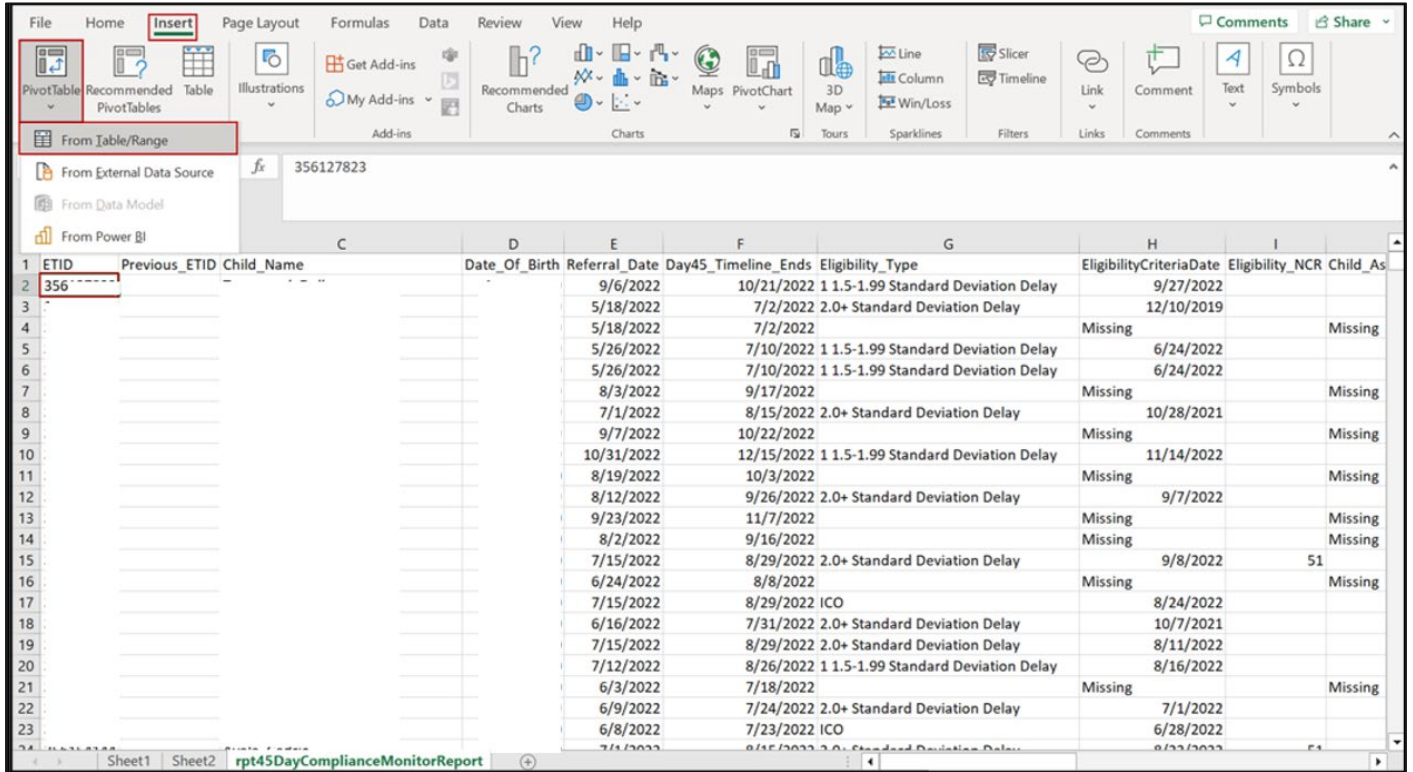 File Home Insert Page Layout Formulas Data Review View Help Comments Share
PivotTable Recommended PivotTables Table Illustrations Get Add-ins My Add-ins Recommended Charts Maps PivotChart 3D Map Line Column Win/Loss Slicer Timeline Link Comment Text Symbols
Add-ins Charts Tours Sparklines Filters Links Comments
From Table/Range
From External Data Source fx 356127823
From Data Model
From Power BI
C D E F G H I
1 ETID Previous_ETID Child_Name Date_Of_Birth Referral_Date Day45_Timeline_Ends Eligibility_Type EligibilityCriteriaDate Eligibility_NCR Child_As
2 356 9/6/2022 10/21/2022 1 1.5-1.99 Standard Deviation Delay 9/27/2022
3 5/18/2022 7/2/2022 2.0+ Standard Deviation Delay 12/10/2019
4 5/18/2022 7/2/2022 Missing Missing
5 5/26/2022 7/10/2022 1 1.5-1.99 Standard Deviation Delay 6/24/2022
6 5/26/2022 7/10/2022 1 1.5-1.99 Standard Deviation Delay 6/24/2022
7 8/3/2022 9/17/2022 Missing Missing
8 7/1/2022 8/15/2022 2.0+ Standard Deviation Delay 10/28/2021
9 9/7/2022 10/22/2022 Missing Missing
10 10/31/2022 12/15/2022 1 1.5-1.99 Standard Deviation Delay 11/14/2022
11 8/19/2022 10/3/2022 Missing Missing
12 8/12/2022 9/26/2022 2.0+ Standard Deviation Delay 9/7/2022
13 9/23/2022 11/7/2022 Missing Missing
14 8/2/2022 9/16/2022 Missing Missing
15 7/15/2022 8/29/2022 2.0+ Standard Deviation Delay 9/8/2022 51
16 6/24/2022 8/8/2022 Missing Missing
17 7/15/2022 8/29/2022 ICO 8/24/2022
18 6/16/2022 7/31/2022 2.0+ Standard Deviation Delay 10/7/2021
19 7/15/2022 8/29/2022 2.0+ Standard Deviation Delay 8/11/2022
20 7/12/2022 8/26/2022 1 1.5-1.99 Standard Deviation Delay 8/16/2022
21 6/3/2022 7/18/2022 Missing Missing
22 6/9/2022 7/24/2022 2.0+ Standard Deviation Delay 7/1/2022
23 6/8/2022 7/23/2022 ICO 6/28/2022
Sheet1 Sheet2 rpt45DayComplianceMonitorReport